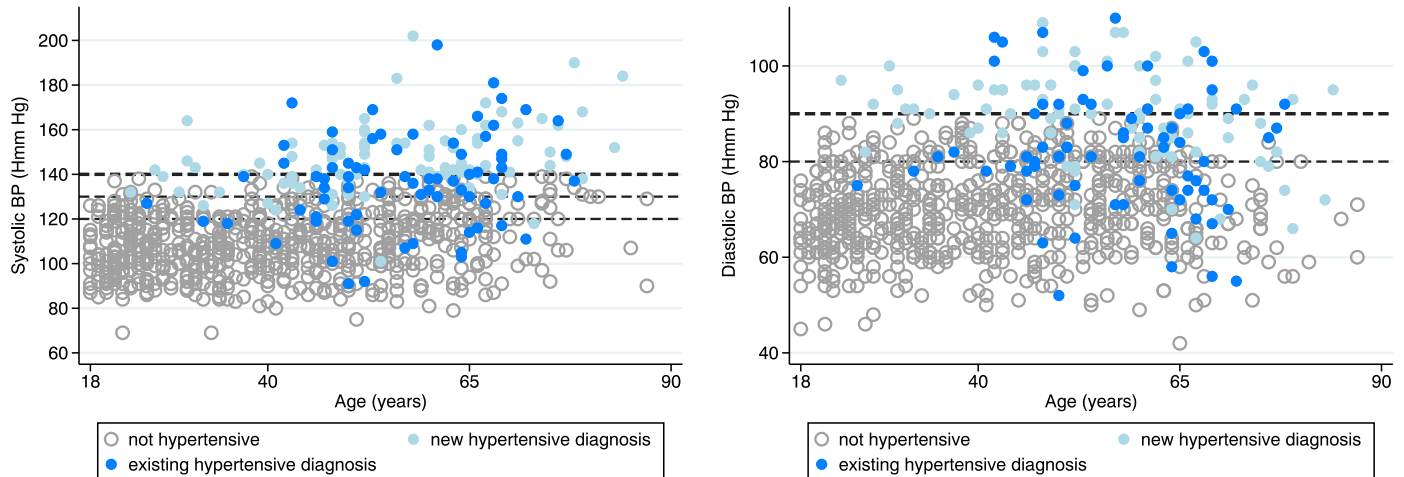 Systolic BP (Hmm Hg)
200
180
160
140
120
100
80
60
18
40
65
90
Age (years)
not hypertensive
new hypertensive diagnosis
existing hypertensive diagnosis
Diastolic BP (Hmm Hg)
100
80
60
40
18
40
65
90
Age (years)
not hypertensive
new hypertensive diagnosis
existing hypertensive diagnosis